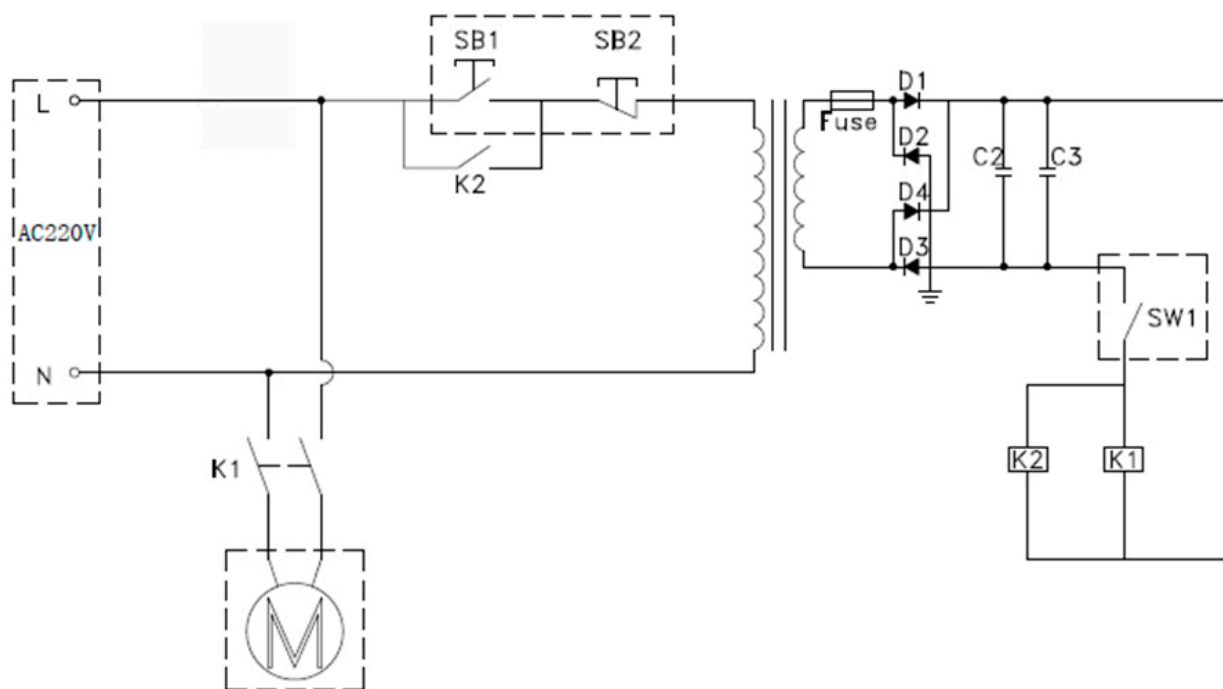 SB1 SB2
L
D1
Fuse
D2
C2 C3
K2
D4
AC220V
D3
SW1
N
K1
K2 K1
M